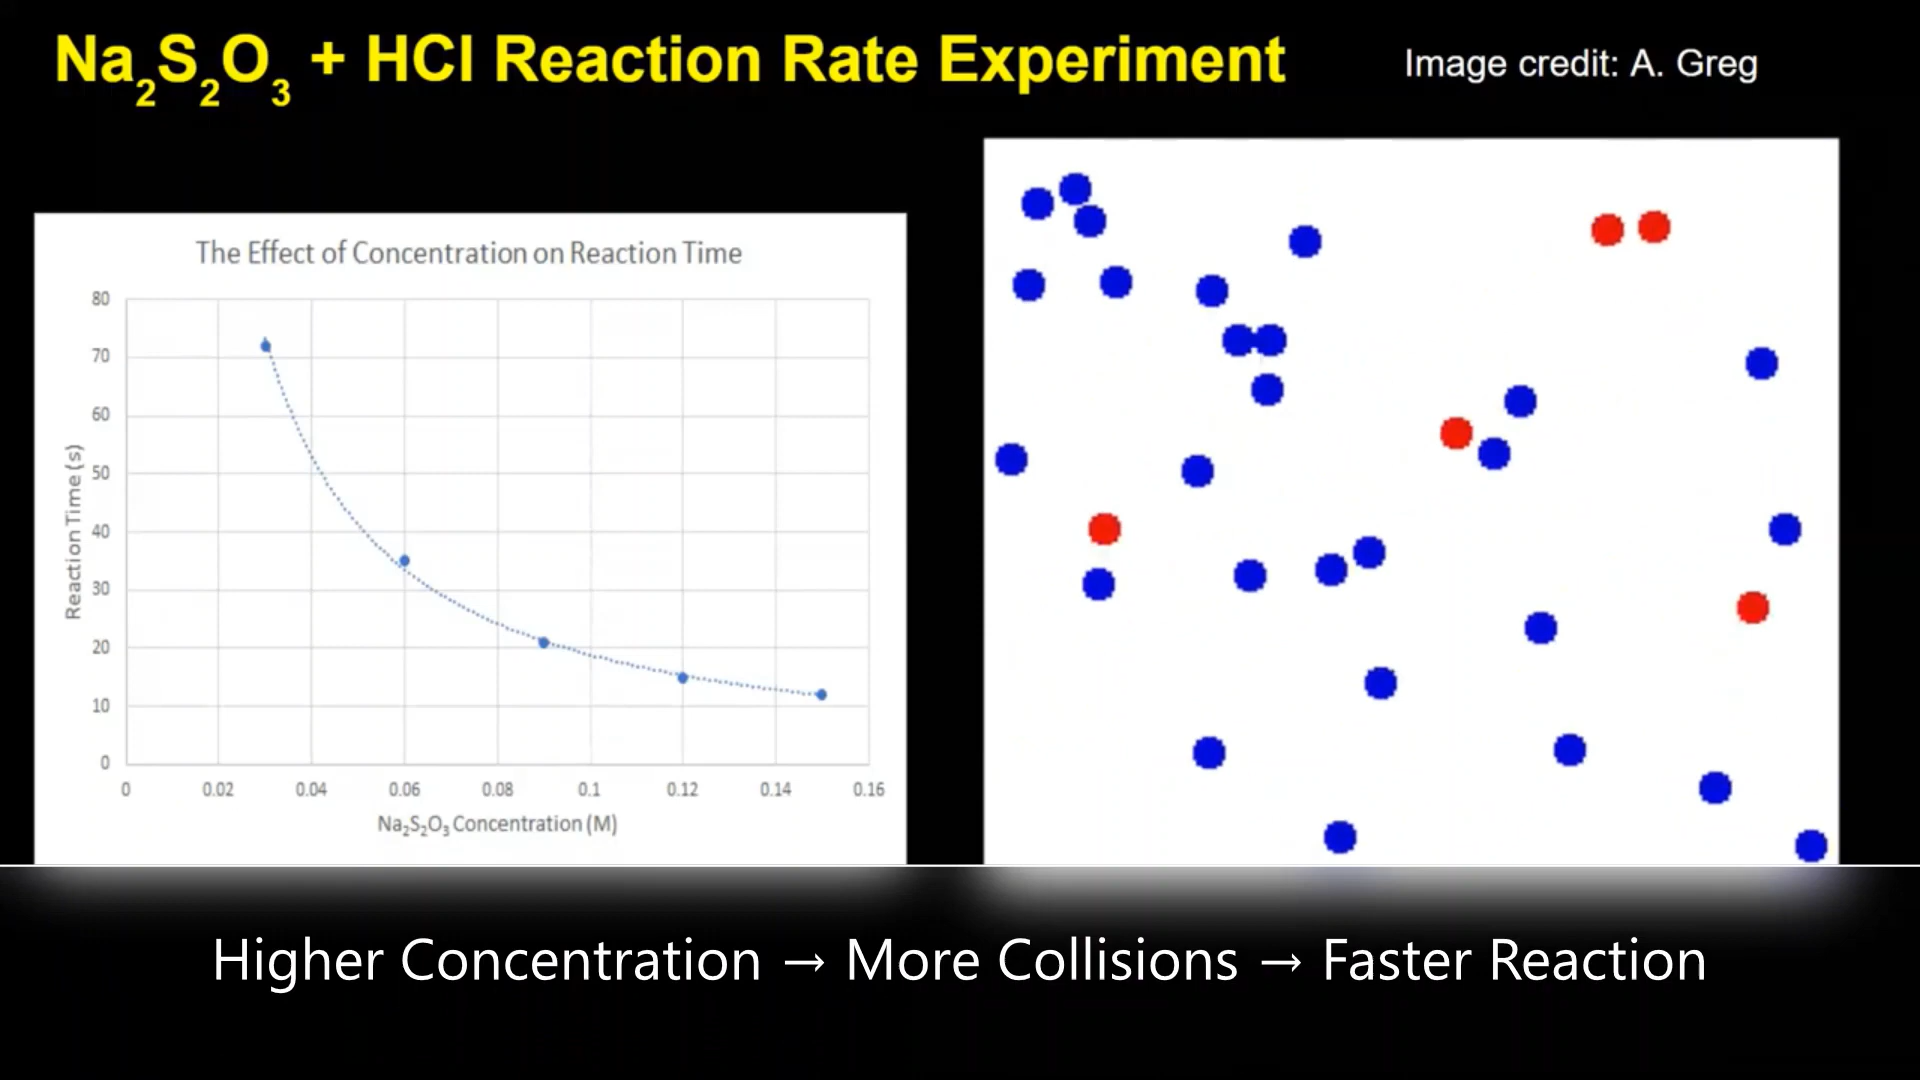 Na₂S₂O₃ + HCl Reaction Rate Experiment
Image credit: A. Greg
The Effect of Concentration on Reaction Time
80
70
60
50
40
30
20
10
0
Reaction Time (s)
0 0.02 0.04 0.06 0.08 0.1 0.12 0.14 0.16
Na₂S₂O₃ Concentration (M)
Higher Concentration → More Collisions → Faster Reaction